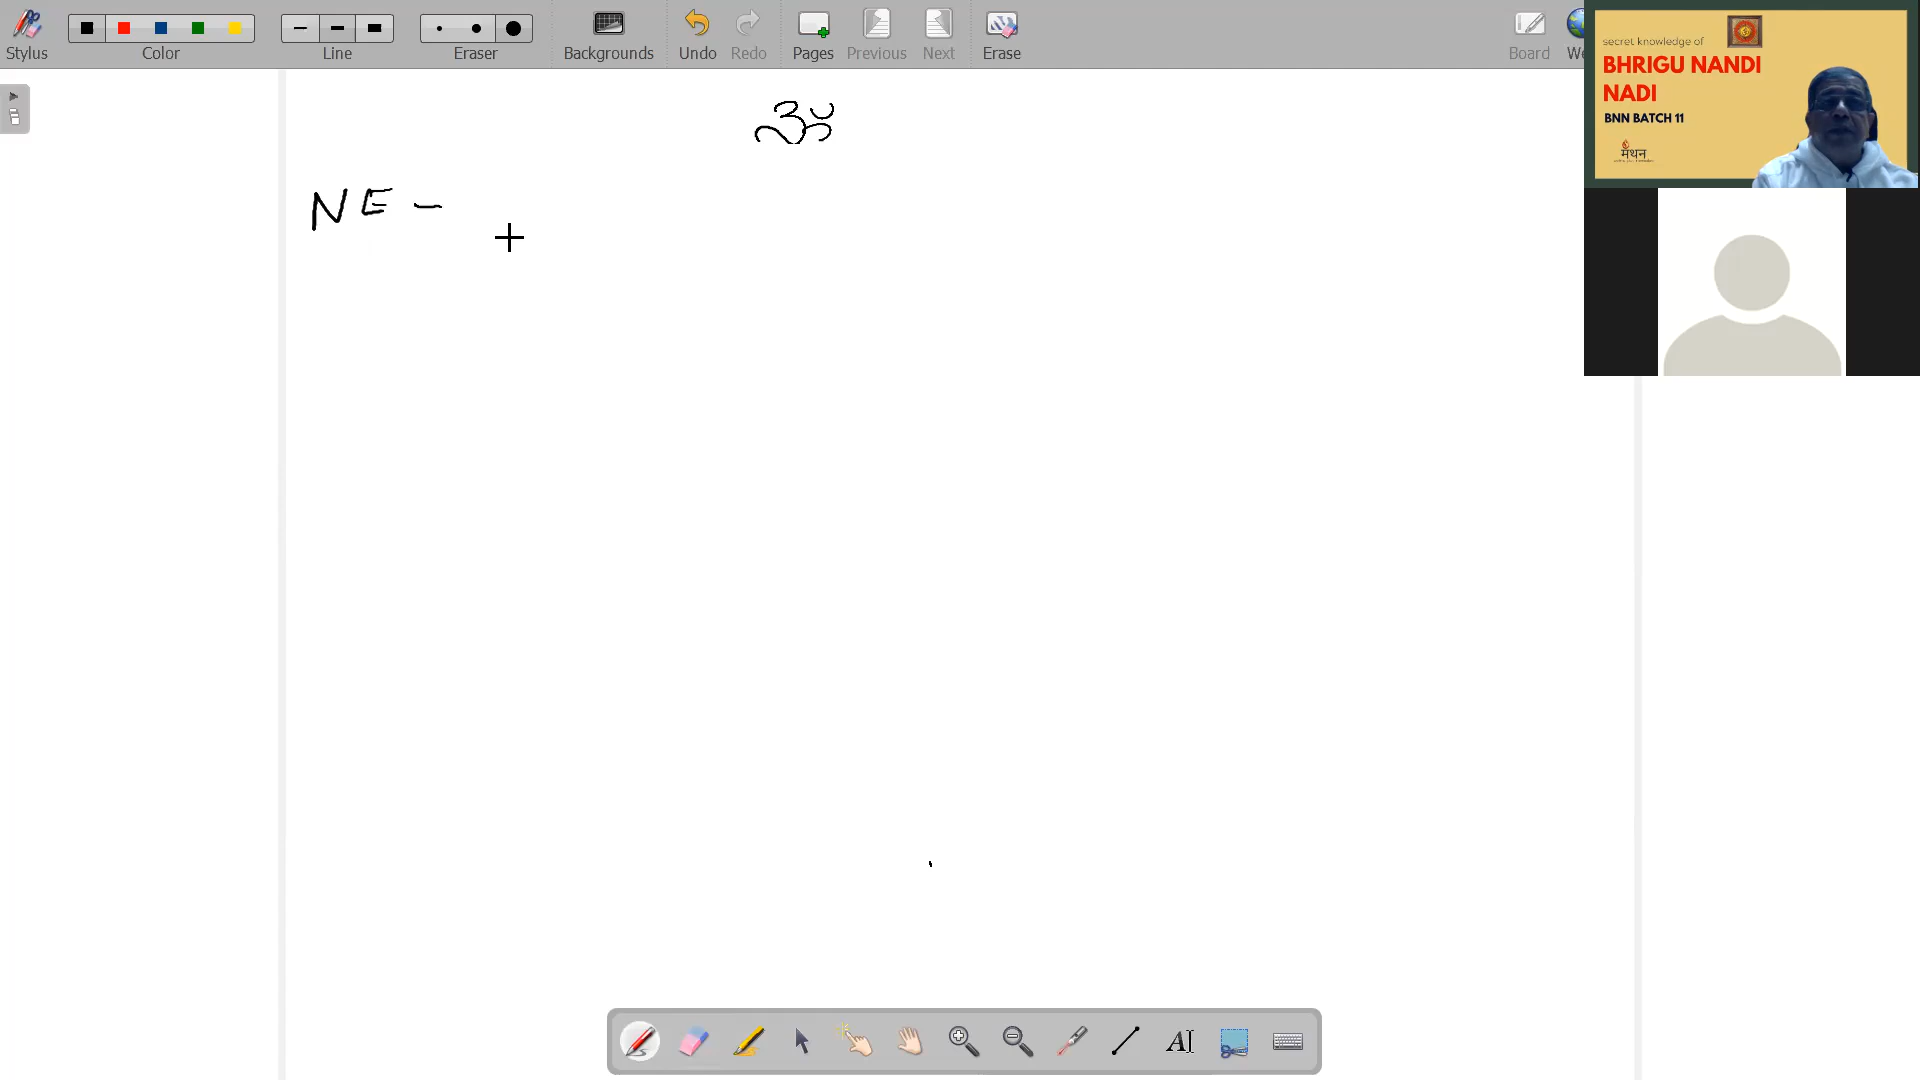 Stylus
Color
Line
Eraser
Backgrounds
Undo
Redo
Pages
Previous
Next
Erase
Board
We
ॐ
NE -
secret knowledge of
BHRIGU NANDI
NADI
BNN BATCH 11
मंथन